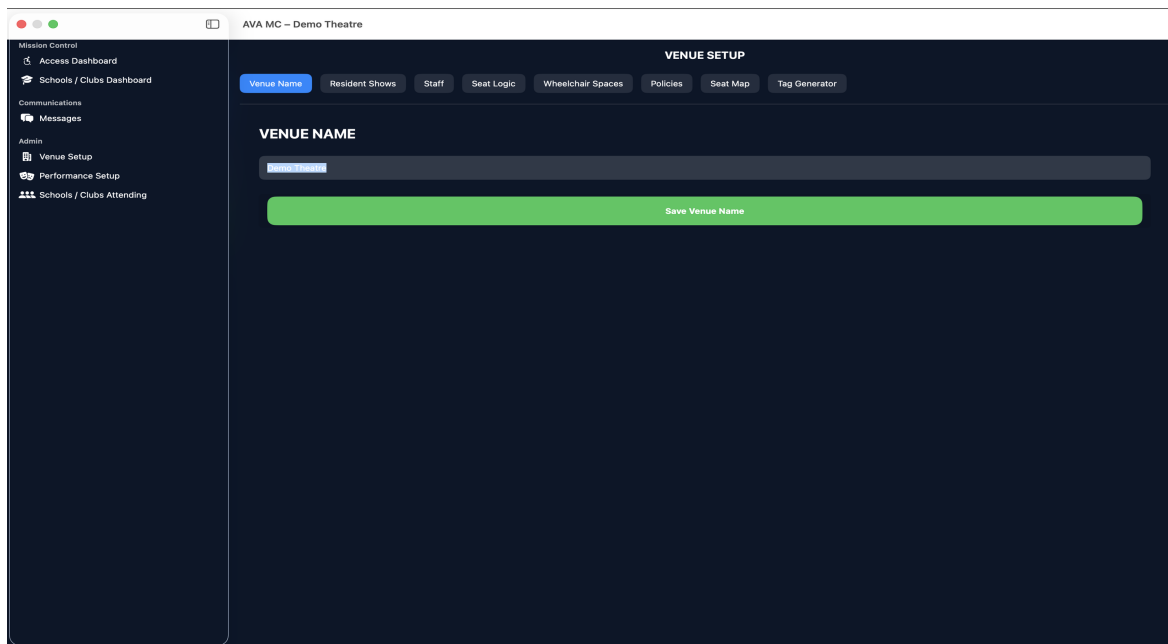 AVA MC – Demo Theatre
Mission Control
Access Dashboard
Schools / Clubs Dashboard
Communications
Messages
Admin
Venue Setup
Performance Setup
Schools / Clubs Attending
VENUE SETUP
Venue Name Resident Shows Staff Seat Logic Wheelchair Spaces Policies Seat Map Tag Generator
VENUE NAME
Demo Theatre
Save Venue Name